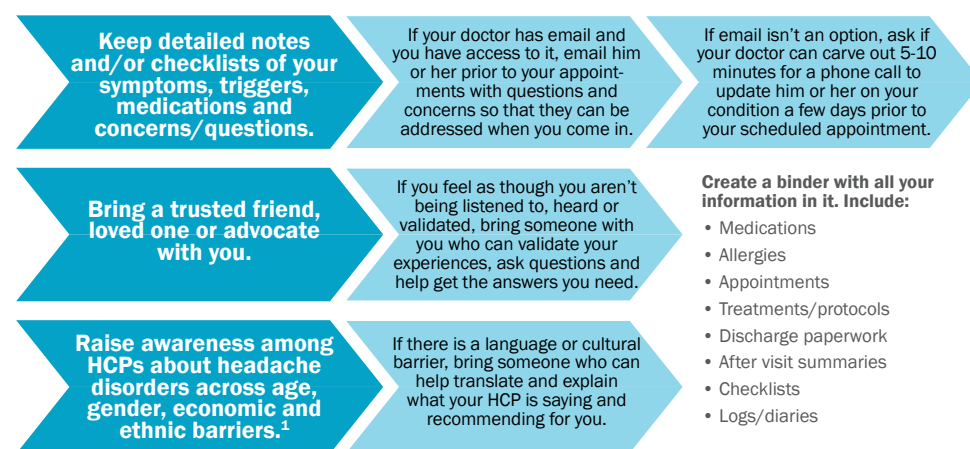 Keep detailed notes
and/or checklists of your
symptoms, triggers,
medications and
concerns/questions.
If your doctor has email and
you have access to it, email him
or her prior to your appoint-
ments with questions and
concerns so that they can be
addressed when you come in.
If email isn’t an option, ask if
your doctor can carve out 5-10
minutes for a phone call to
update him or her on your
condition a few days prior to
your scheduled appointment.
Bring a trusted friend,
loved one or advocate
with you.
If you feel as though you aren’t
being listened to, heard or
validated, bring someone with
you who can validate your
experiences, ask questions and
help get the answers you need.
Create a binder with all your
information in it. Include:
• Medications
• Allergies
• Appointments
• Treatments/protocols
• Discharge paperwork
• After visit summaries
• Checklists
• Logs/diaries
Raise awareness among
HCPs about headache
disorders across age,
gender, economic and
ethnic barriers.¹
If there is a language or cultural
barrier, bring someone who can
help translate and explain
what your HCP is saying and
recommending for you.